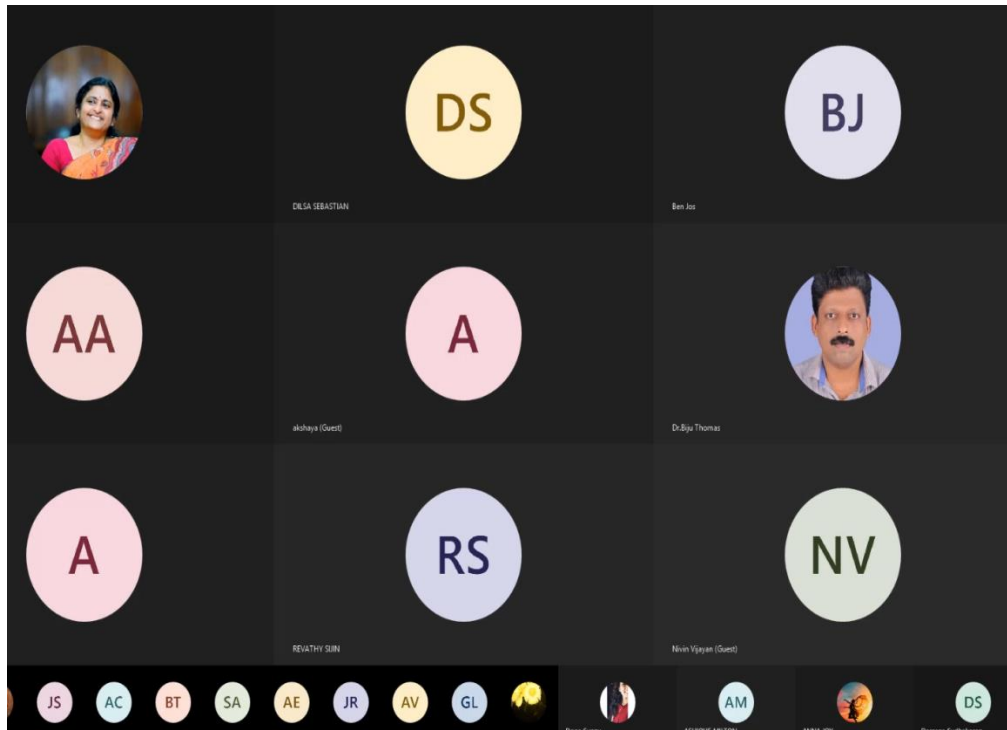 DS
BJ
DILSA SEBASTIAN
Ben Jos
AA
A
akshaya (Guest)
Dr.Biju Thomas
A
RS
NV
REVATHY SIJIN
Nivin Vijayan (Guest)
JS
AC
BT
SA
AE
JR
AV
GL
AM
DS